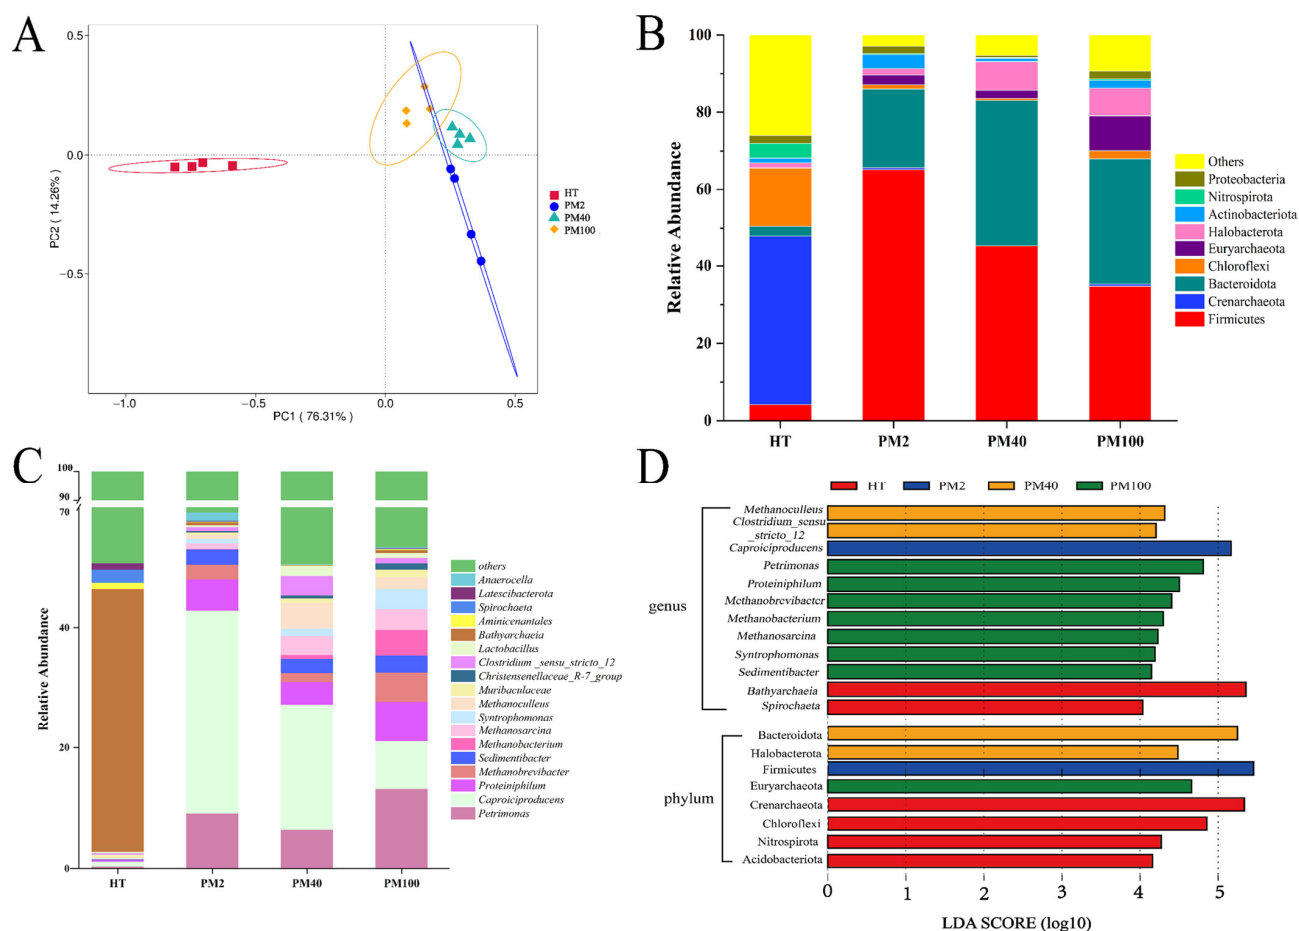 A
0.5
0.0
−0.5
PC2 ( 14.26%)
−1.0
−0.5
0.0
0.5
PC1 ( 76.31%)
HT
PM2
PM40
PM100
B
100
80
60
40
20
0
Relative Abundance
HT
PM2
PM40
PM100
Others
Proteobacteria
Nitrospirota
Actinobacteriota
Halobacterota
Euryarchaeota
Chloroflexi
Bacteroidota
Crenarchaeota
Firmicutes
C
100
90
70
40
20
0
Relative Abundance
HT
PM2
PM40
PM100
others
Anaerocella
Latescibacterota
Spirochaeta
Aminicenantales
Bathyarchaeia
Lactobacillus
Clostridium _sensu_stricto_12
Christensenellaceae_R-7_group
Muribaculaceae
Methanoculleus
Syntrophomonas
Methanosarcina
Methanobacterium
Sedimentibacter
Methanobrevibacter
Proteiniphilum
Caproiciproducens
Petrimonas
D
HT
PM2
PM40
PM100
genus
Methanoculleus
Clostridium_sensu
_stricto_12
Caproiciproducens
Petrimonas
Proteiniphilum
Methanobrevibacter
Methanobacterium
Methanosarcina
Syntrophomonas
Sedimentibacter
Bathyarchaeia
Spirochaeta
phylum
Bacteroidota
Halobacterota
Firmicutes
Euryarchaeota
Crenarchaeota
Chloroflexi
Nitrospirota
Acidobacteriota
0
1
2
3
4
5
LDA SCORE (log10)